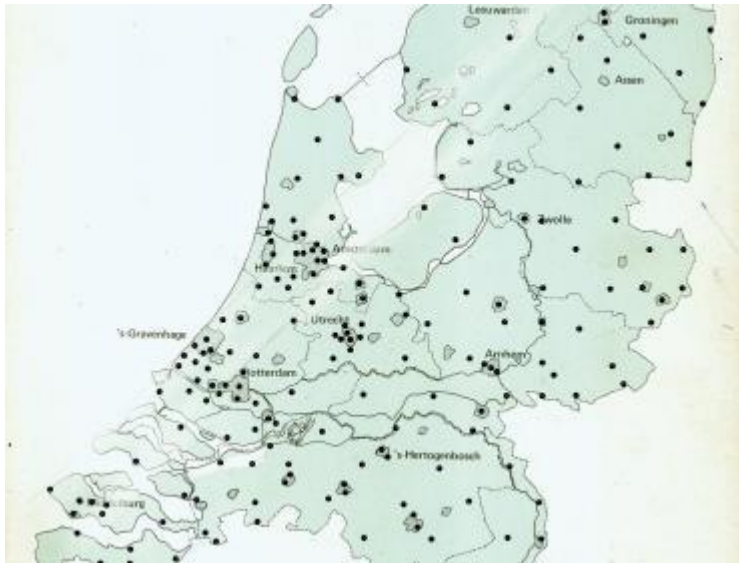 Leeuwarden
Groningen
Assen
Zwolle
Amsterdam
Haarlem
's-Gravenhage
Utrecht
Rotterdam
Arnhem
's-Hertogenbosch